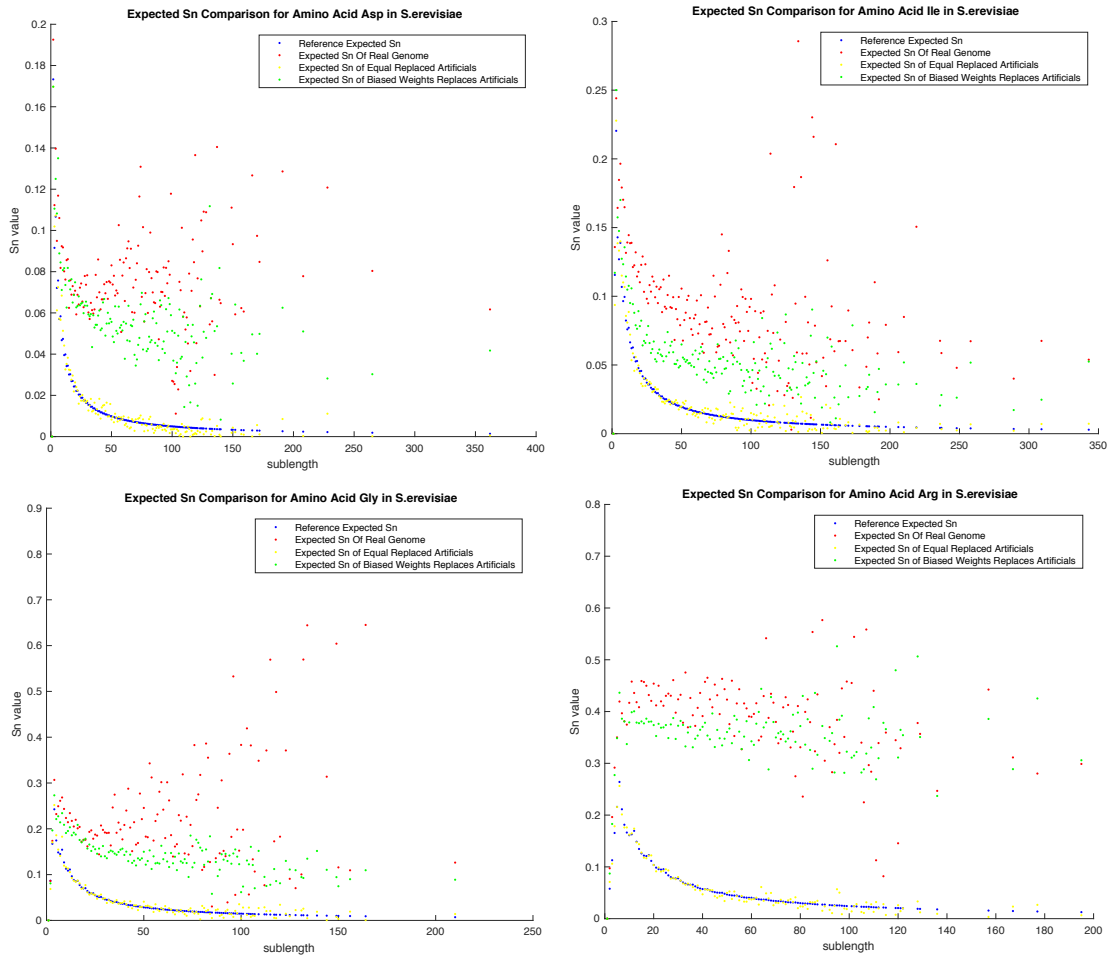 Expected Sn Comparison for Amino Acid Asp in S.erevisiae
Reference Expected Sn
Expected Sn Of Real Genome
Expected Sn of Equal Replaced Artificials
Expected Sn of Biased Weights Replaces Artificials
0.2
0.18
0.16
0.14
0.12
0.1
0.08
0.06
0.04
0.02
0
Sn value
0 50 100 150 200 250 300 350 400
sublength
Expected Sn Comparison for Amino Acid Ile in S.erevisiae
Reference Expected Sn
Expected Sn Of Real Genome
Expected Sn of Equal Replaced Artificials
Expected Sn of Biased Weights Replaces Artificials
0.3
0.25
0.2
0.15
0.1
0.05
0
Sn value
0 50 100 150 200 250 300 350
sublength
Expected Sn Comparison for Amino Acid Gly in S.erevisiae
Reference Expected Sn
Expected Sn Of Real Genome
Expected Sn of Equal Replaced Artificials
Expected Sn of Biased Weights Replaces Artificials
0.9
0.8
0.7
0.6
0.5
0.4
0.3
0.2
0.1
0
Sn value
0 50 100 150 200 250
sublength
Expected Sn Comparison for Amino Acid Arg in S.erevisiae
Reference Expected Sn
Expected Sn Of Real Genome
Expected Sn of Equal Replaced Artificials
Expected Sn of Biased Weights Replaces Artificials
0.8
0.7
0.6
0.5
0.4
0.3
0.2
0.1
0
Sn value
0 20 40 60 80 100 120 140 160 180 200
sublength